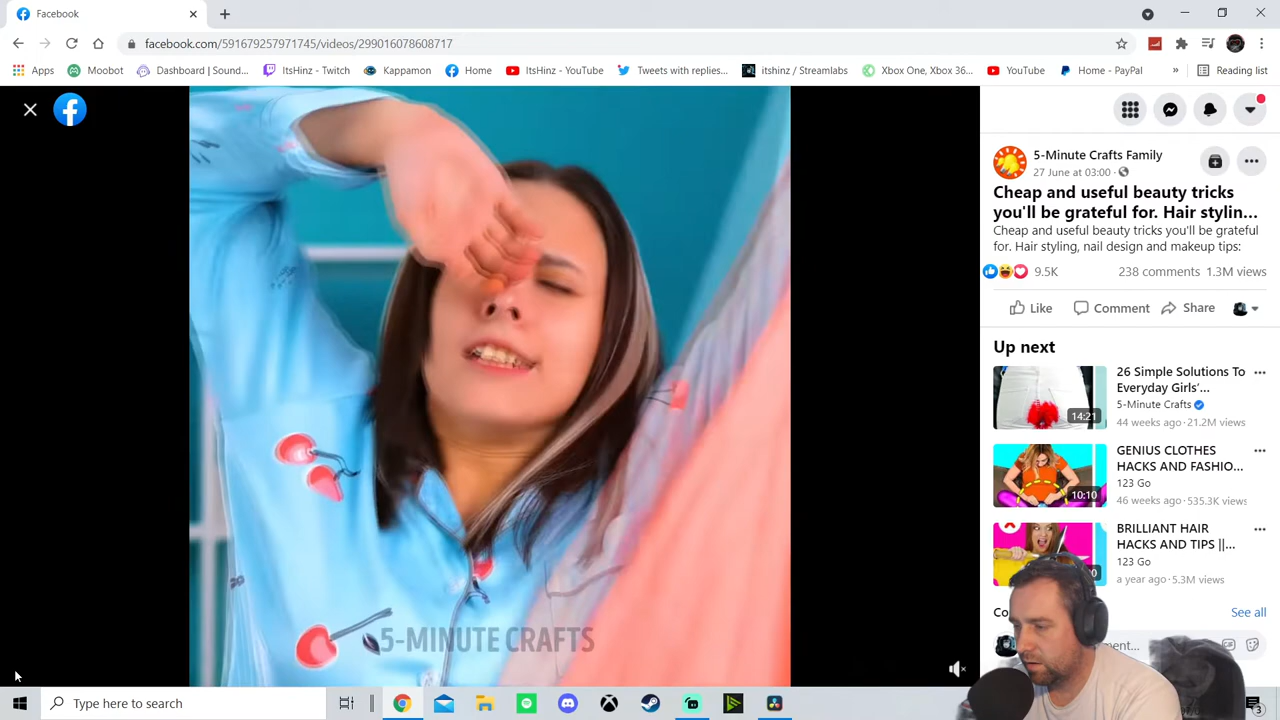 Facebook
facebook.com/591679257971745/videos/299016078608717
Apps
Moobot
Dashboard | Sound...
ItsHinz - Twitch
Kappamon
Home
ItsHinz - YouTube
Tweets with replies...
itshinz / Streamlabs
Xbox One, Xbox 36...
YouTube
Home - PayPal
»
Reading list
5-Minute Crafts Family
27 June at 03:00 ·
Cheap and useful beauty tricks
you'll be grateful for. Hair stylin...
Cheap and useful beauty tricks you'll be grateful
for. Hair styling, nail design and makeup tips:
9.5K
238 comments 1.3M views
Like
Comment
Share
Up next
26 Simple Solutions To
Everyday Girls'...
5-Minute Crafts
14:21
44 weeks ago · 21.2M views
GENIUS CLOTHES
HACKS AND FASHIO...
123 Go
10:10
46 weeks ago · 535.3K views
BRILLIANT HAIR
HACKS AND TIPS ||...
123 Go
a year ago · 5.3M views
See all
5-MINUTE CRAFTS
Type here to search
3